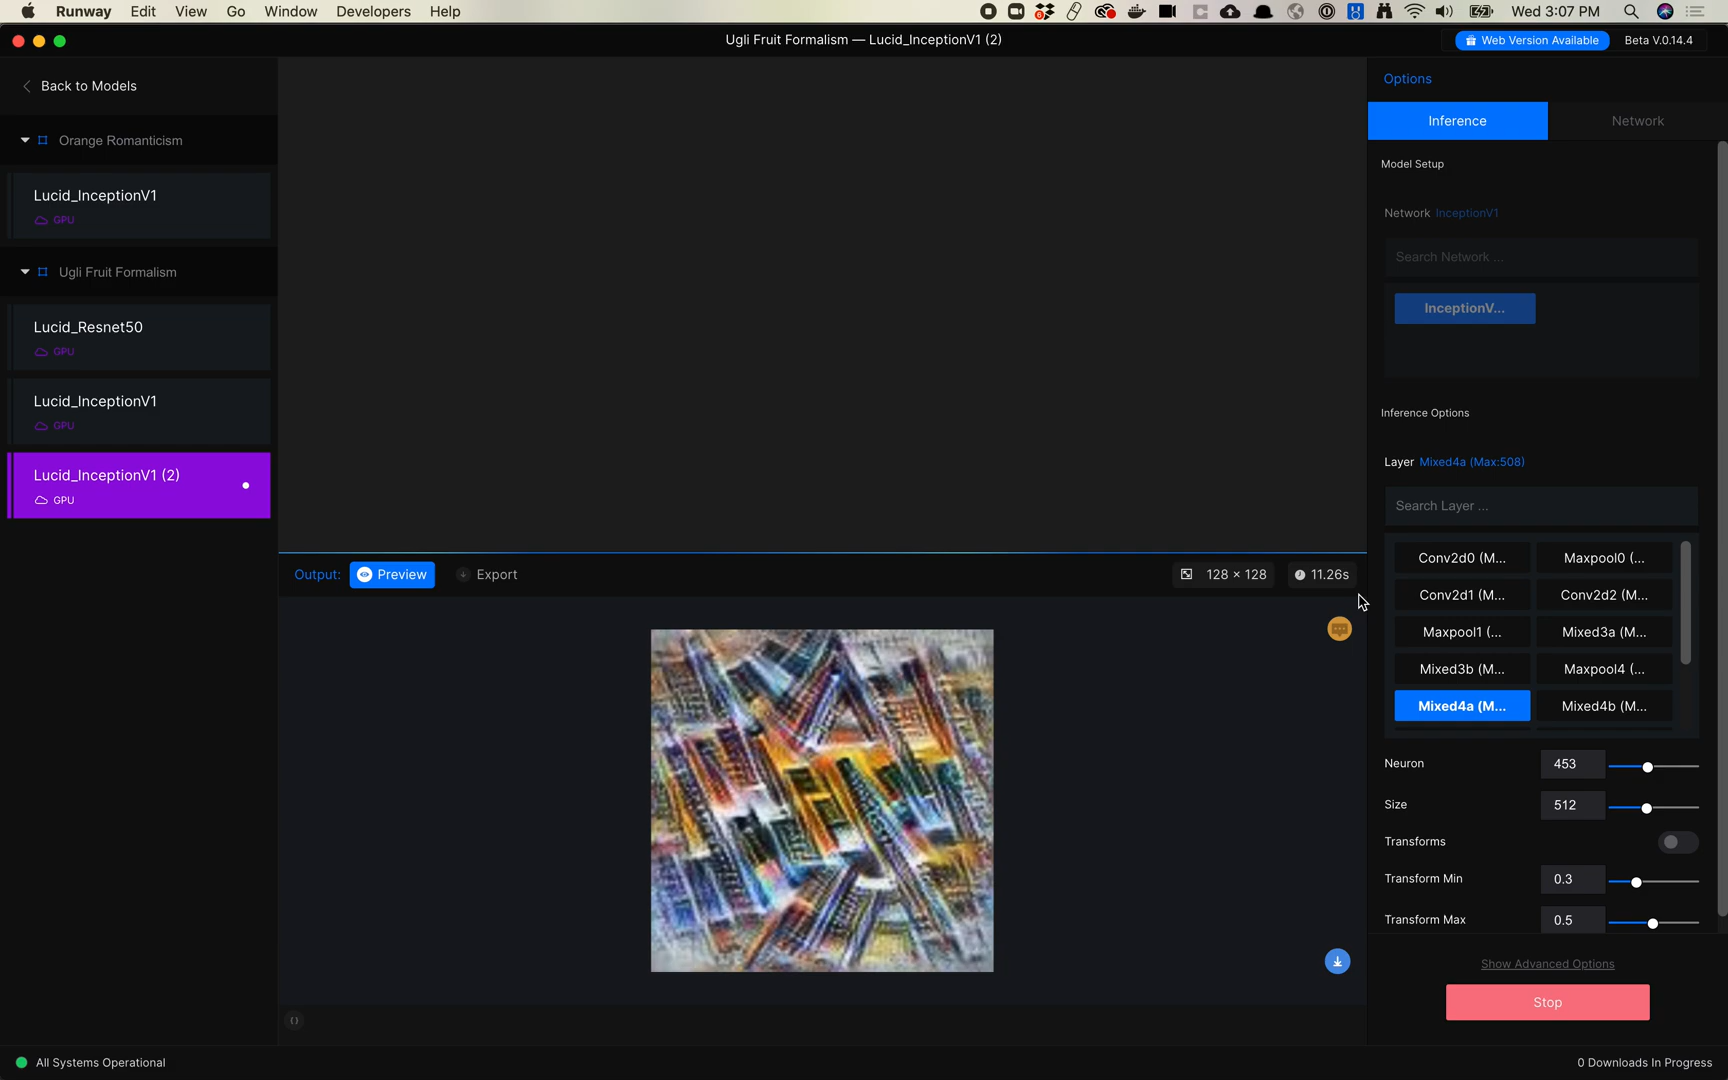 Runway Edit View Go Window Developers Help Wed 3:07 PM
Ugli Fruit Formalism — Lucid_InceptionV1 (2)
Web Version Available
Beta V.0.14.4
Back to Models
Orange Romanticism
Lucid_InceptionV1
GPU
Ugli Fruit Formalism
Lucid_Resnet50
GPU
Lucid_InceptionV1
GPU
Lucid_InceptionV1 (2)
GPU
Output: Preview Export 128 × 128 11.26s
Options
Inference Network
Model Setup
Network InceptionV1
Search Network ...
InceptionV...
Inference Options
Layer Mixed4a (Max:508)
Search Layer ...
Conv2d0 (M... Maxpool0 (...
Conv2d1 (M... Conv2d2 (M...
Maxpool1 (... Mixed3a (M...
Mixed3b (M... Maxpool4 (...
Mixed4a (M... Mixed4b (M...
Neuron 453
Size 512
Transforms
Transform Min 0.3
Transform Max 0.5
Show Advanced Options
Stop
{}
All Systems Operational
0 Downloads In Progress